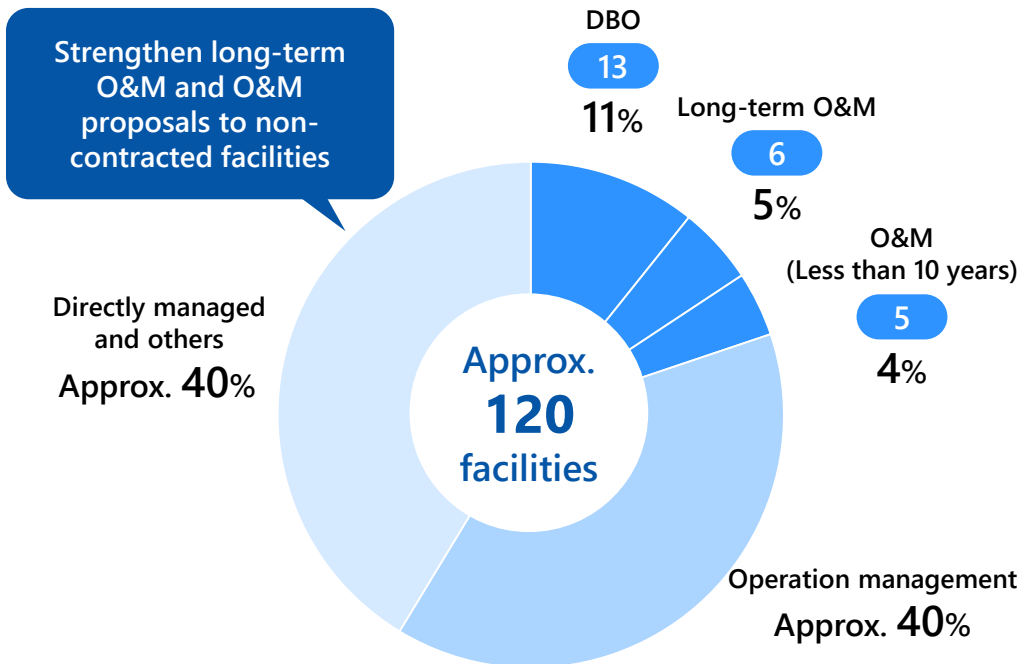 Strengthen long-term
O&M and O&M
proposals to non-
contracted facilities
DBO
13
11%
Long-term O&M
6
5%
O&M
(Less than 10 years)
5
4%
Directly managed
and others
Approx. 40%
Approx.
120
facilities
Operation management
Approx. 40%